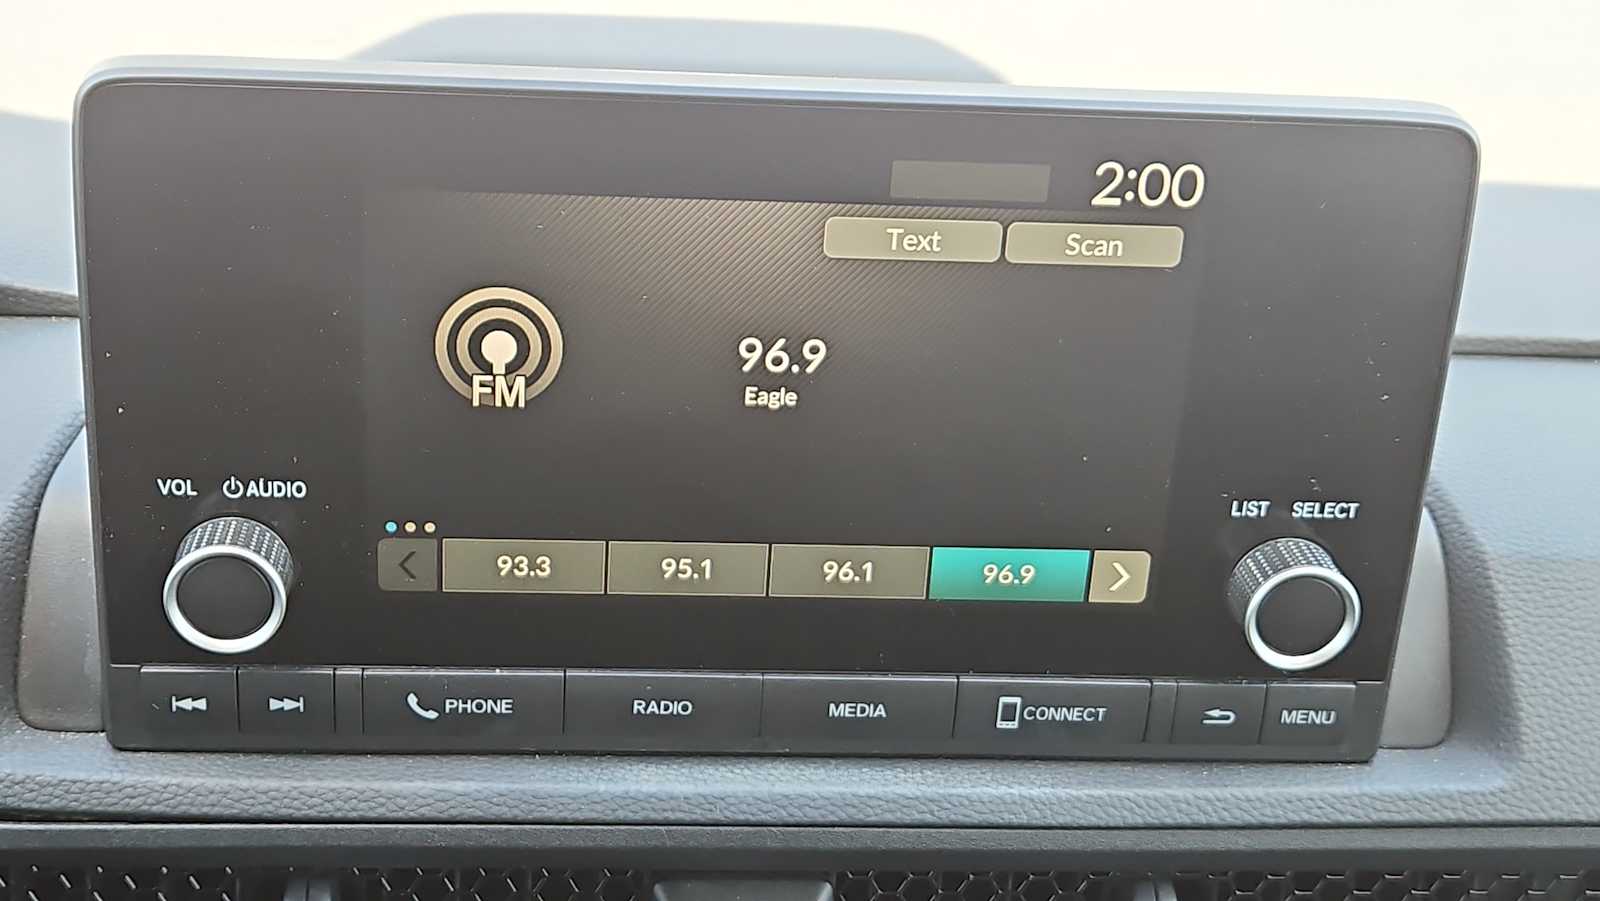 2:00
Text Scan
FM
96.9
Eagle
VOL AUDIO
LIST SELECT
93.3 95.1 96.1 96.9
PHONE RADIO MEDIA CONNECT MENU